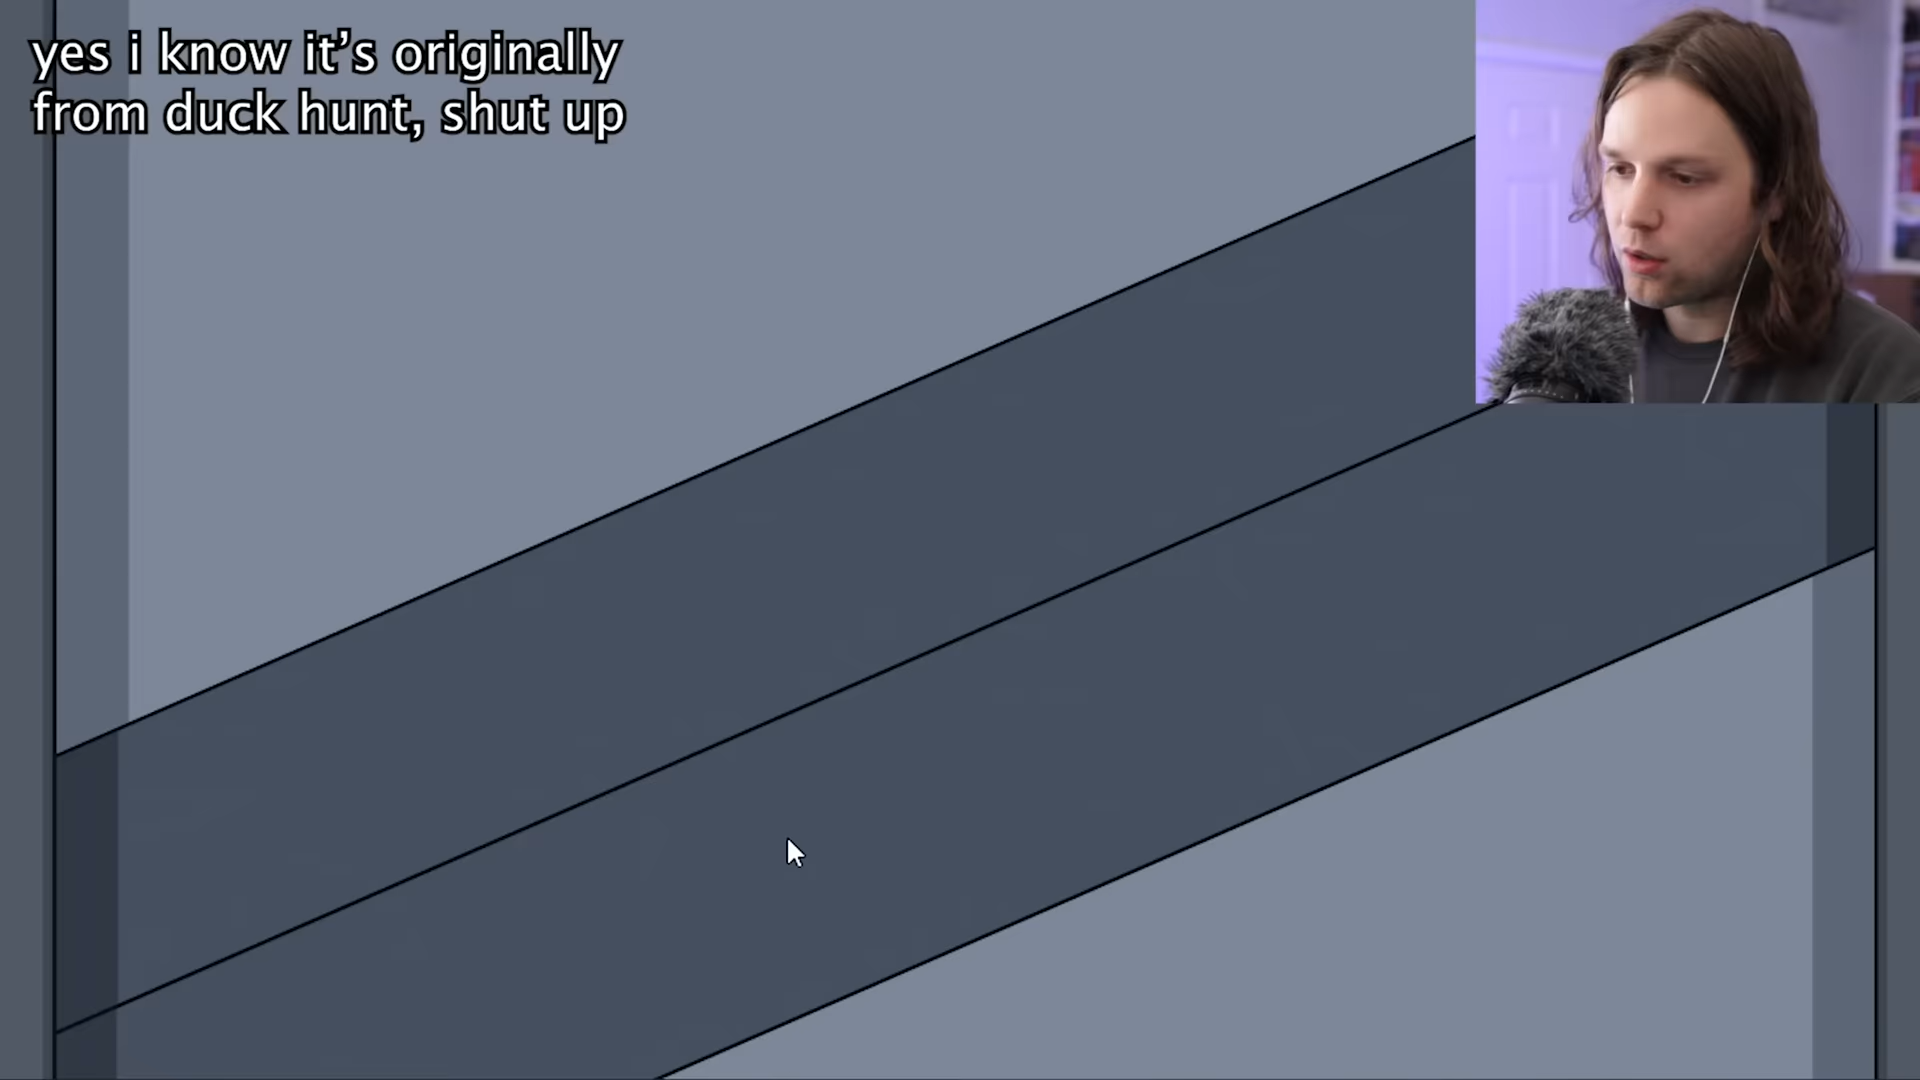 yes i know it’s originally
from duck hunt, shut up